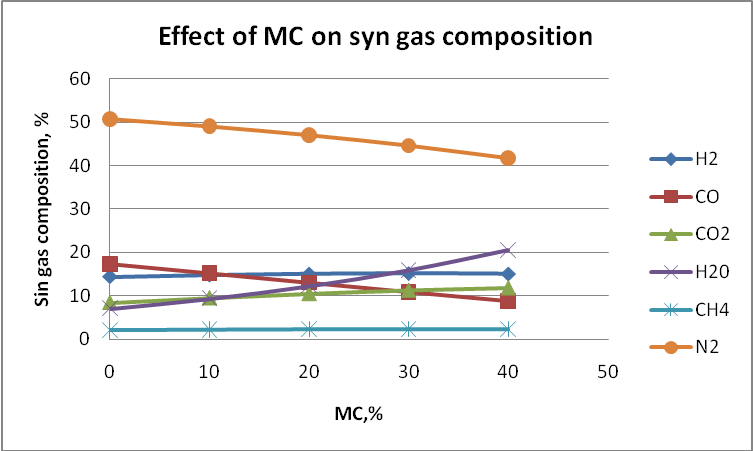 Effect of MC on syn gas composition
60
50
40
30
20
10
0
Sin gas composition, %
0 10 20 30 40 50
MC,%
H2
CO
CO2
H20
CH4
N2